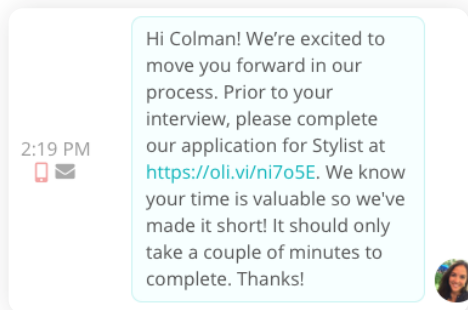 Hi Colman! We're excited to
move you forward in our
process. Prior to your
interview, please complete
our application for Stylist at
https://oli.vi/ni7o5E. We know
your time is valuable so we've
made it short! It should only
take a couple of minutes to
complete. Thanks!
2:19 PM